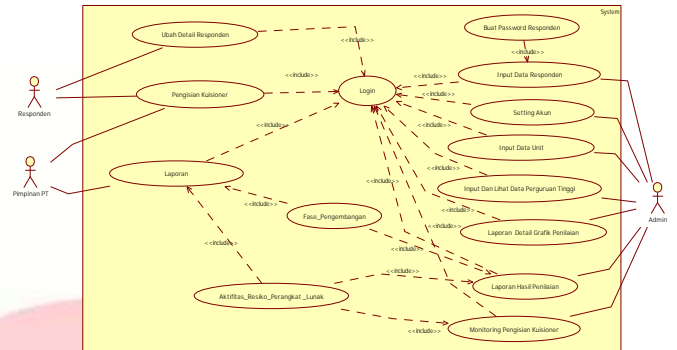 System
Buat Password Responden
Ubah Detail Responden
<<include>>
<<include>>
Input Data Responden
<<include>>
<<include>>
Login
Pengisian Kuisioner
Responden
<<include>>
Setting Akun
<<include>>
<<include>>
Input Data Unit
Pimpinan PT
Laporan
<<include>>
<<include>>
Input Dan Lihat Data Perguruan Tinggi
<<include>>
Fase_Pengembangan
<<include>>
Admin
<<include>>
Laporan Detail Grafik Penilaian
<<include>>
<<include>>
<<include>>
Laporan Hasil Penilaian
Aktifitas_Resiko_Perangkat _Lunak
<<include>>
Monitoring Pengisian Kuisioner